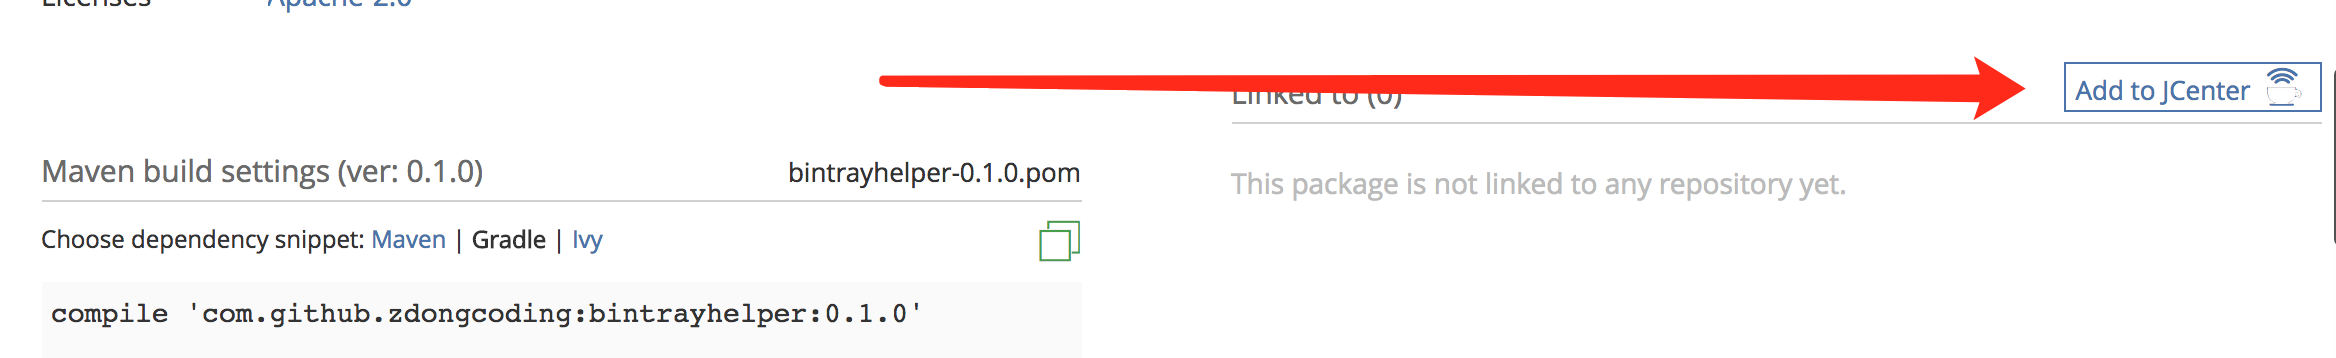 Licenses Apache-2.0
Linked to (0)
Add to JCenter
Maven build settings (ver: 0.1.0) bintrayhelper-0.1.0.pom
This package is not linked to any repository yet.
Choose dependency snippet: Maven | Gradle | Ivy
compile 'com.github.zdongcoding:bintrayhelper:0.1.0'